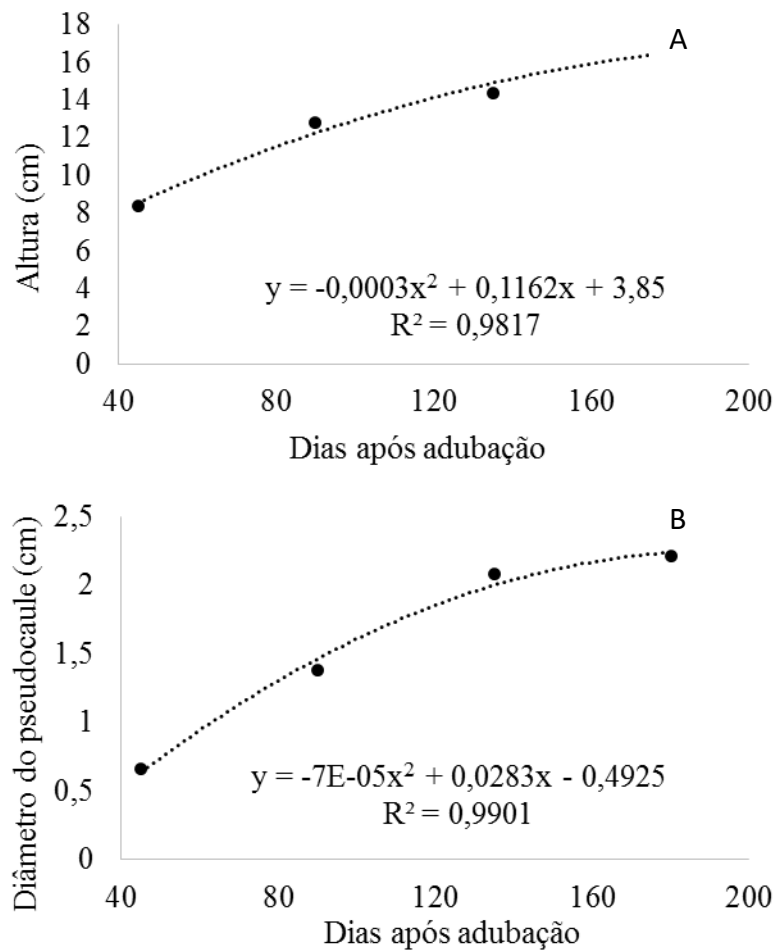 A
Altura (cm)
18
16
14
12
10
8
6
4
2
0
y = -0,0003x² + 0,1162x + 3,85
R² = 0,9817
40 80 120 160 200
Dias após adubação
B
Diâmetro do pseudocaule (cm)
2,5
2
1,5
1
0,5
0
y = -7E-05x² + 0,0283x - 0,4925
R² = 0,9901
40 80 120 160 200
Dias após adubação